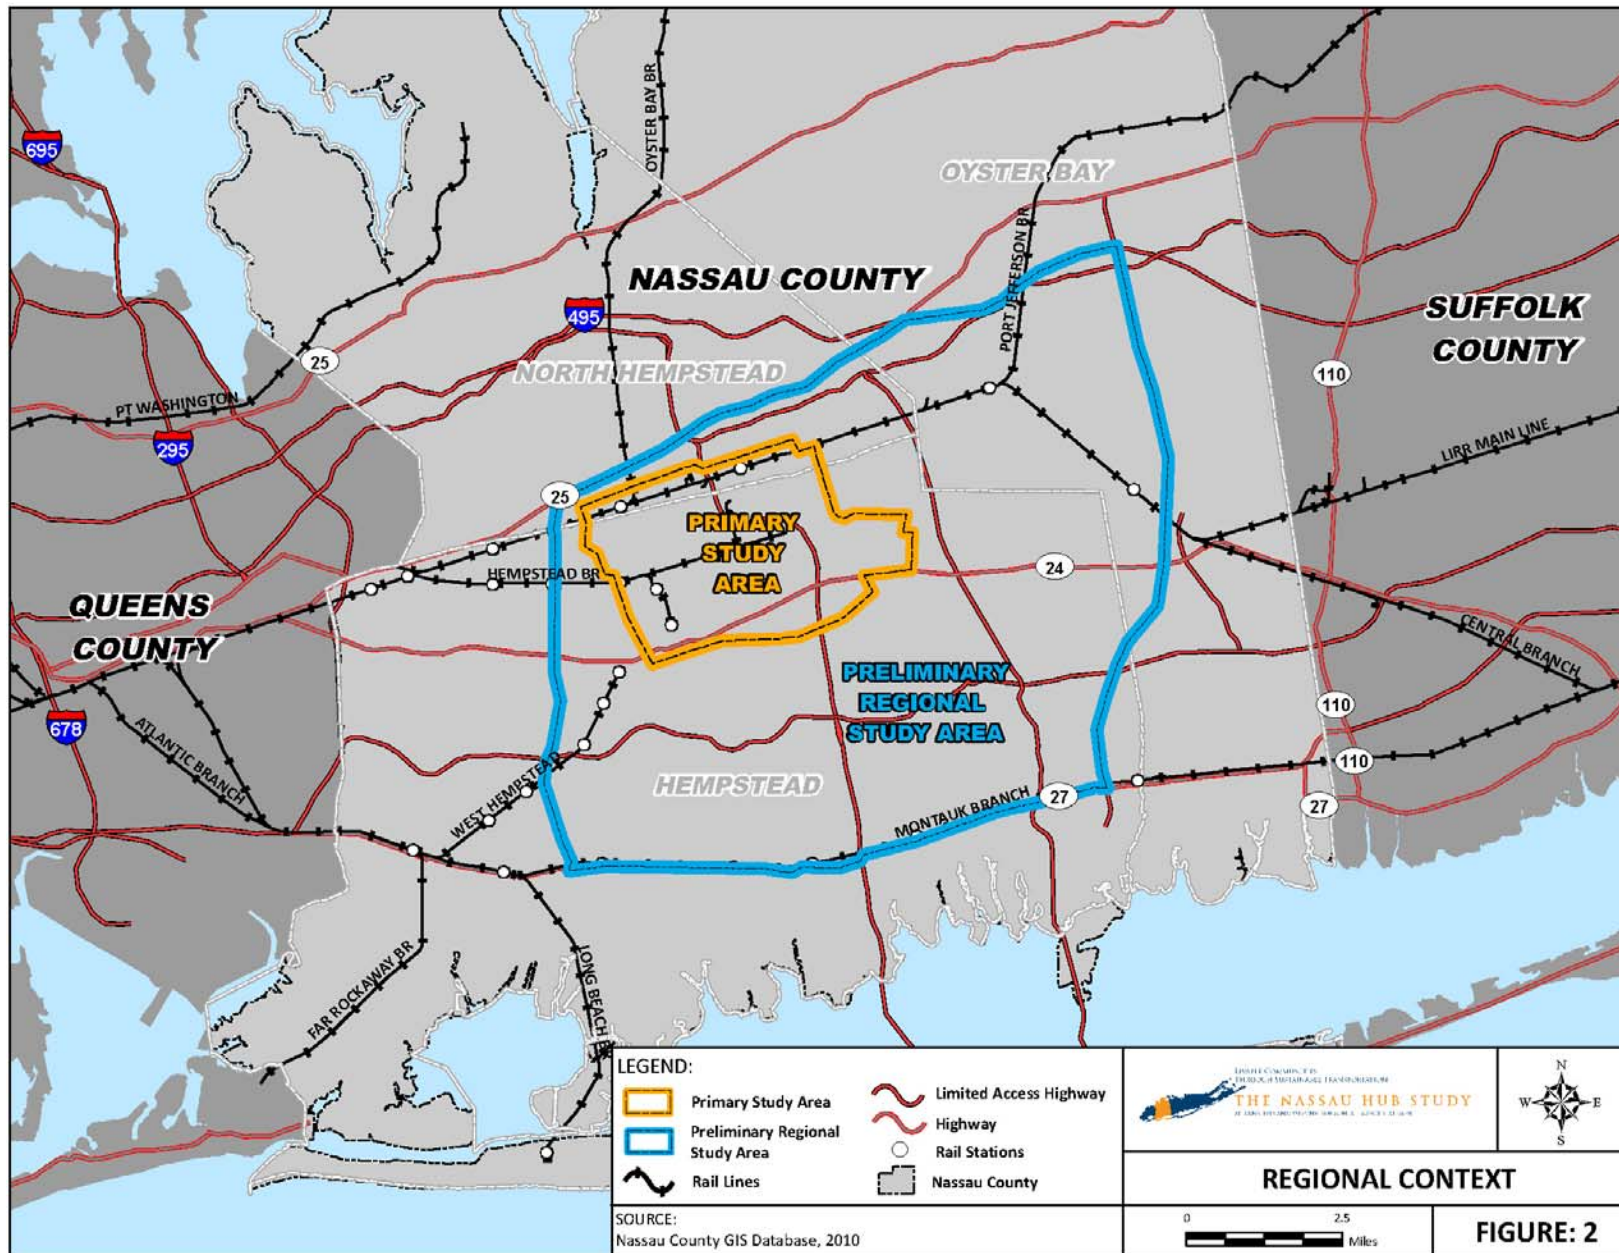 OYSTER BAY BR
695
OYSTER BAY
PORT JEFFERSON BR
NASSAU COUNTY
495
SUFFOLK
COUNTY
25
NORTH HEMPSTEAD
110
PT WASHINGTON
295
LIRR MAIN LINE
25
PRIMARY
STUDY
AREA
HEMPSTEAD BR
24
QUEENS
COUNTY
CENTRAL BRANCH
PRELIMINARY
REGIONAL
STUDY AREA
678
ATLANTIC BRANCH
110
110
WEST HEMPSTEAD
HEMPSTEAD
27
MONTAUK BRANCH
27
FAR ROCKAWAY BR
LONG BEACH
LEGEND:
Primary Study Area
Preliminary Regional
Study Area
Rail Lines
Limited Access Highway
Highway
Rail Stations
Nassau County
SOURCE:
Nassau County GIS Database, 2010
THE NASSAU HUB STUDY
N
W E
S
REGIONAL CONTEXT
0 2.5
Miles
FIGURE: 2